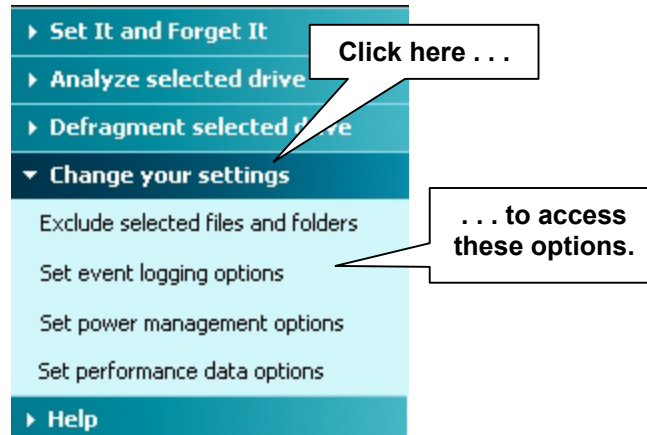 Set It and Forget It
Click here . . .
Analyze selected drive
Defragment selected drive
Change your settings
. . . to access
these options.
Exclude selected files and folders
Set event logging options
Set power management options
Set performance data options
Help